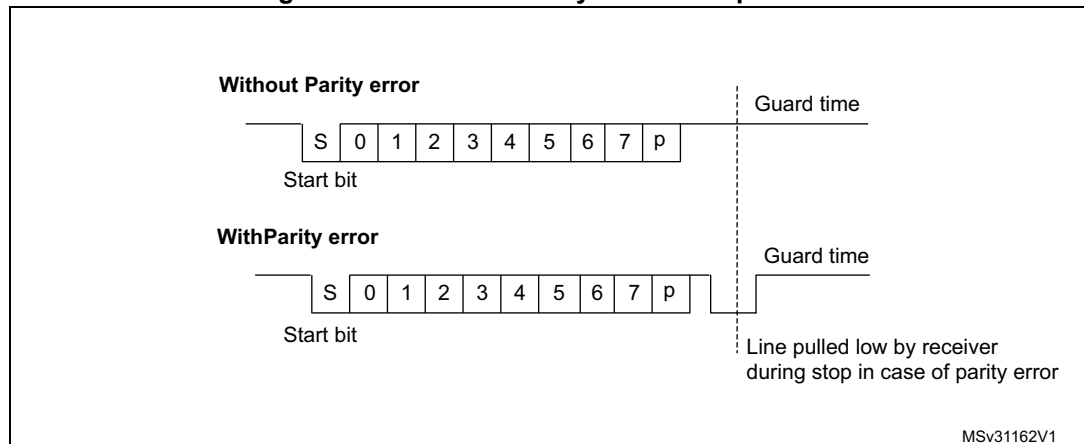 Without Parity error
Guard time
S 0 1 2 3 4 5 6 7 p
Start bit
WithParity error
Guard time
S 0 1 2 3 4 5 6 7 p
Start bit
Line pulled low by receiver
during stop in case of parity error
MSv31162V1